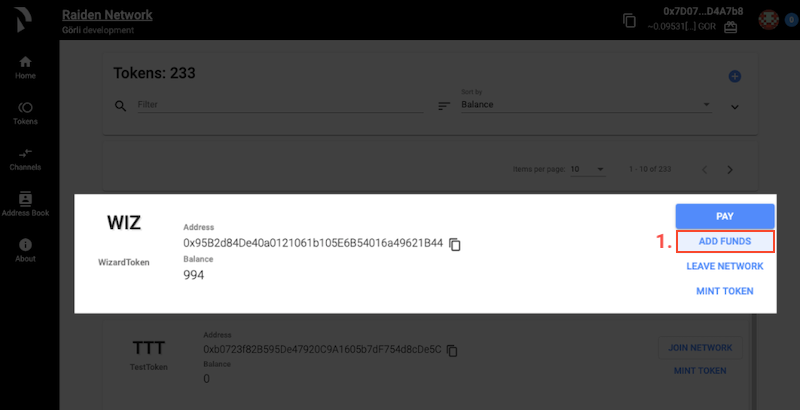 Raiden Network
Görli development
0x7D07...D4A7b8
~0.09531[..] GOR
0
Home
Tokens
Channels
Address Book
About
Tokens: 233
Filter
Sort by
Balance
Items per page: 10
1 - 10 of 233
WIZ
WizardToken
Address
0x95B2d84De40a0121061b105E6B54016a49621B44
Balance
994
PAY
1. ADD FUNDS
LEAVE NETWORK
MINT TOKEN
TTT
TestToken
Address
0xb0723f82B595De47920C9A1605b7dF754d8cDe5C
Balance
0
JOIN NETWORK
MINT TOKEN